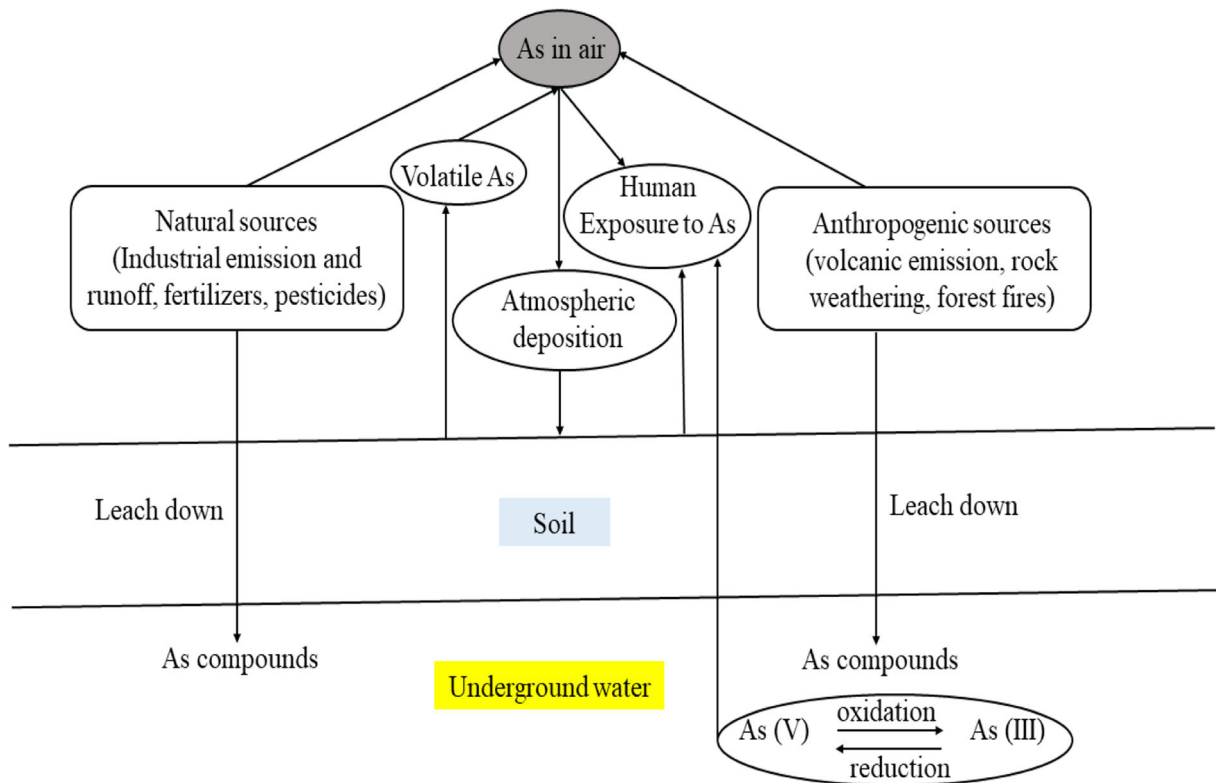 As in air
Volatile As
Human
Exposure to As
Natural sources
(Industrial emission and
runoff, fertilizers, pesticides)
Anthropogenic sources
(volcanic emission, rock
weathering, forest fires)
Atmospheric
deposition
Leach down
Soil
Leach down
As compounds
As compounds
Underground water
As (V)
oxidation
As (III)
reduction